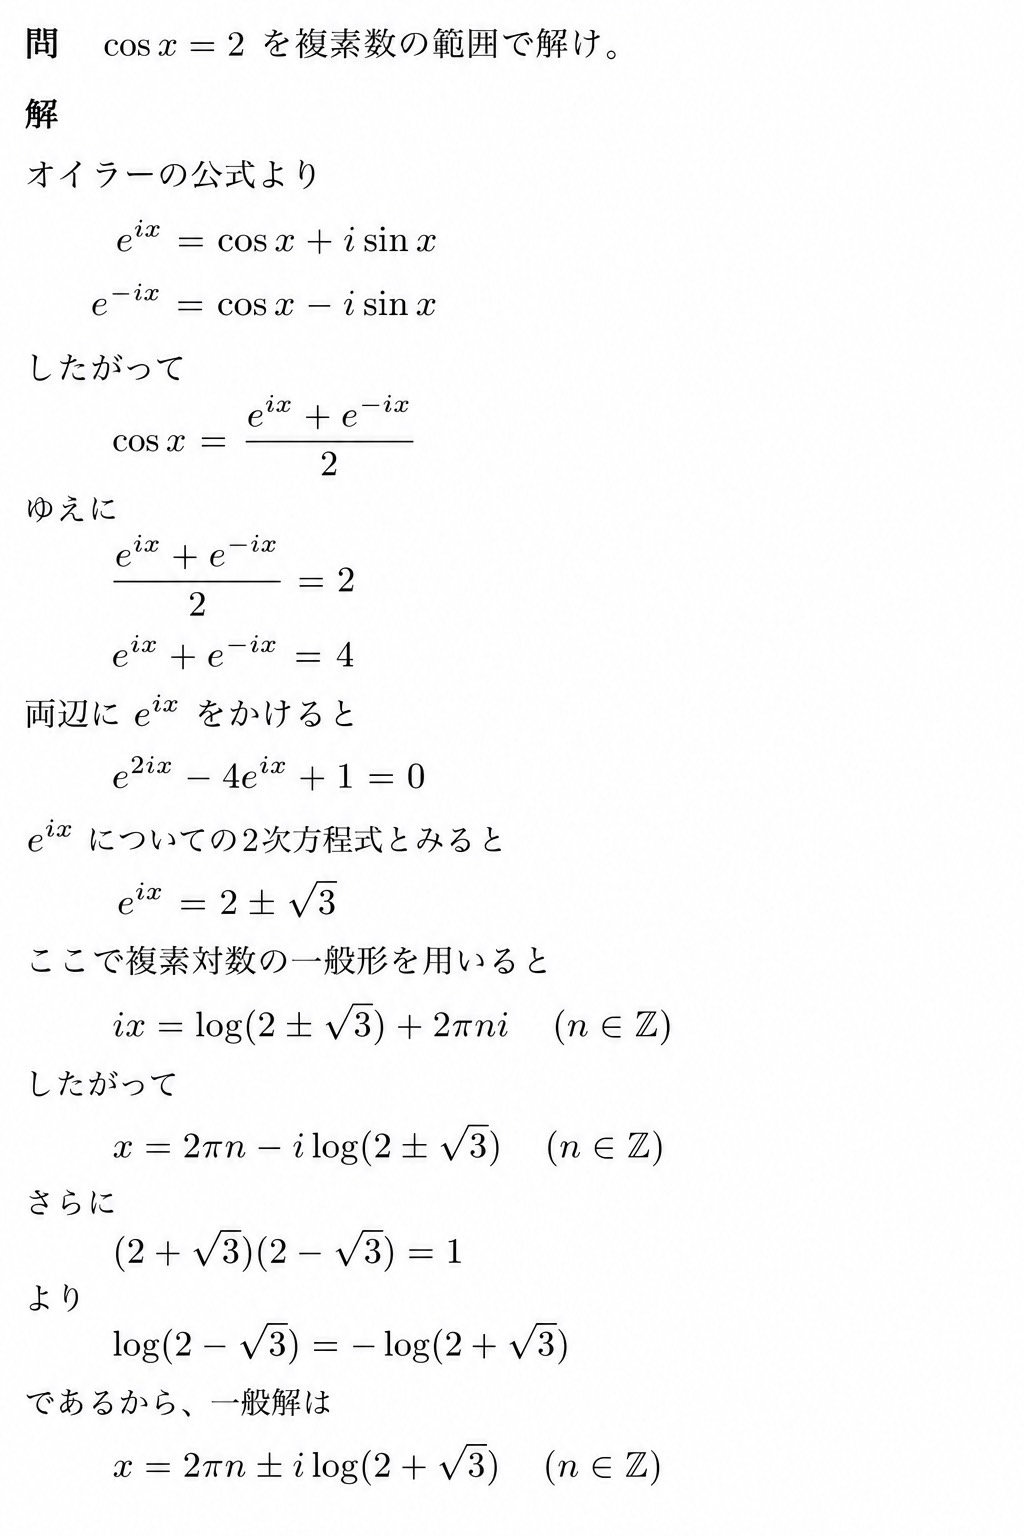 問 cos x = 2 を複素数の範囲で解け。
解
オイラーの公式より
e^{ix} = cos x + i sin x
e^{-ix} = cos x − i sin x
したがって
cos x = \frac{e^{ix} + e^{-ix}}{2}
ゆえに
\frac{e^{ix} + e^{-ix}}{2} = 2
e^{ix} + e^{-ix} = 4
両辺に e^{ix} をかけると
e^{2ix} − 4e^{ix} + 1 = 0
e^{ix} についての2次方程式とみると
e^{ix} = 2 ± √3
ここで複素対数の一般形を用いると
ix = log(2 ± √3) + 2πni (n ∈ ℤ)
したがって
x = 2πn − i log(2 ± √3) (n ∈ ℤ)
さらに
(2 + √3)(2 − √3) = 1
より
log(2 − √3) = − log(2 + √3)
であるから、一般解は
x = 2πn ± i log(2 + √3) (n ∈ ℤ)